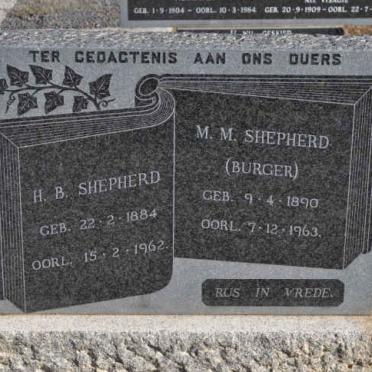 GEB. 1-5-1904 - OORL. 10-3-1984
GEB. 20-9-1909 - OORL. 22-7-
TER GEDAGTENIS AAN ONS OUERS
H. B. SHEPHERD
GEB. 22·2·1884
OORL. 15·2·1962.
M. M. SHEPHERD
(BURGER)
GEB. 9·4·1890
OORL. 7·12·1963.
RUS IN VREDE.